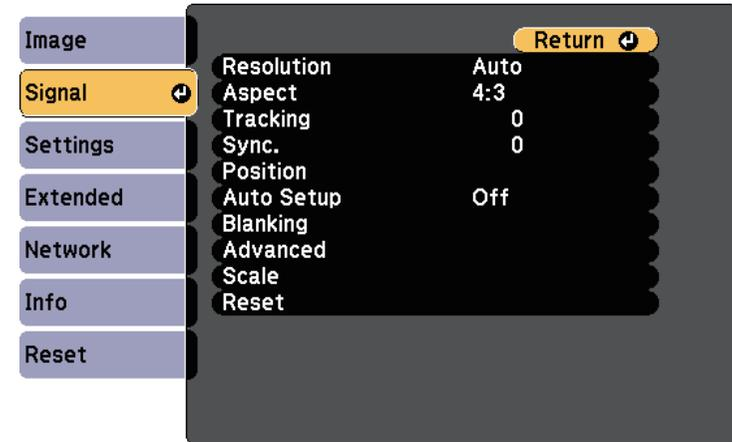 Image
Signal
Settings
Extended
Network
Info
Reset
Return
Resolution Auto
Aspect 4:3
Tracking 0
Sync. 0
Position
Auto Setup Off
Blanking
Advanced
Scale
Reset